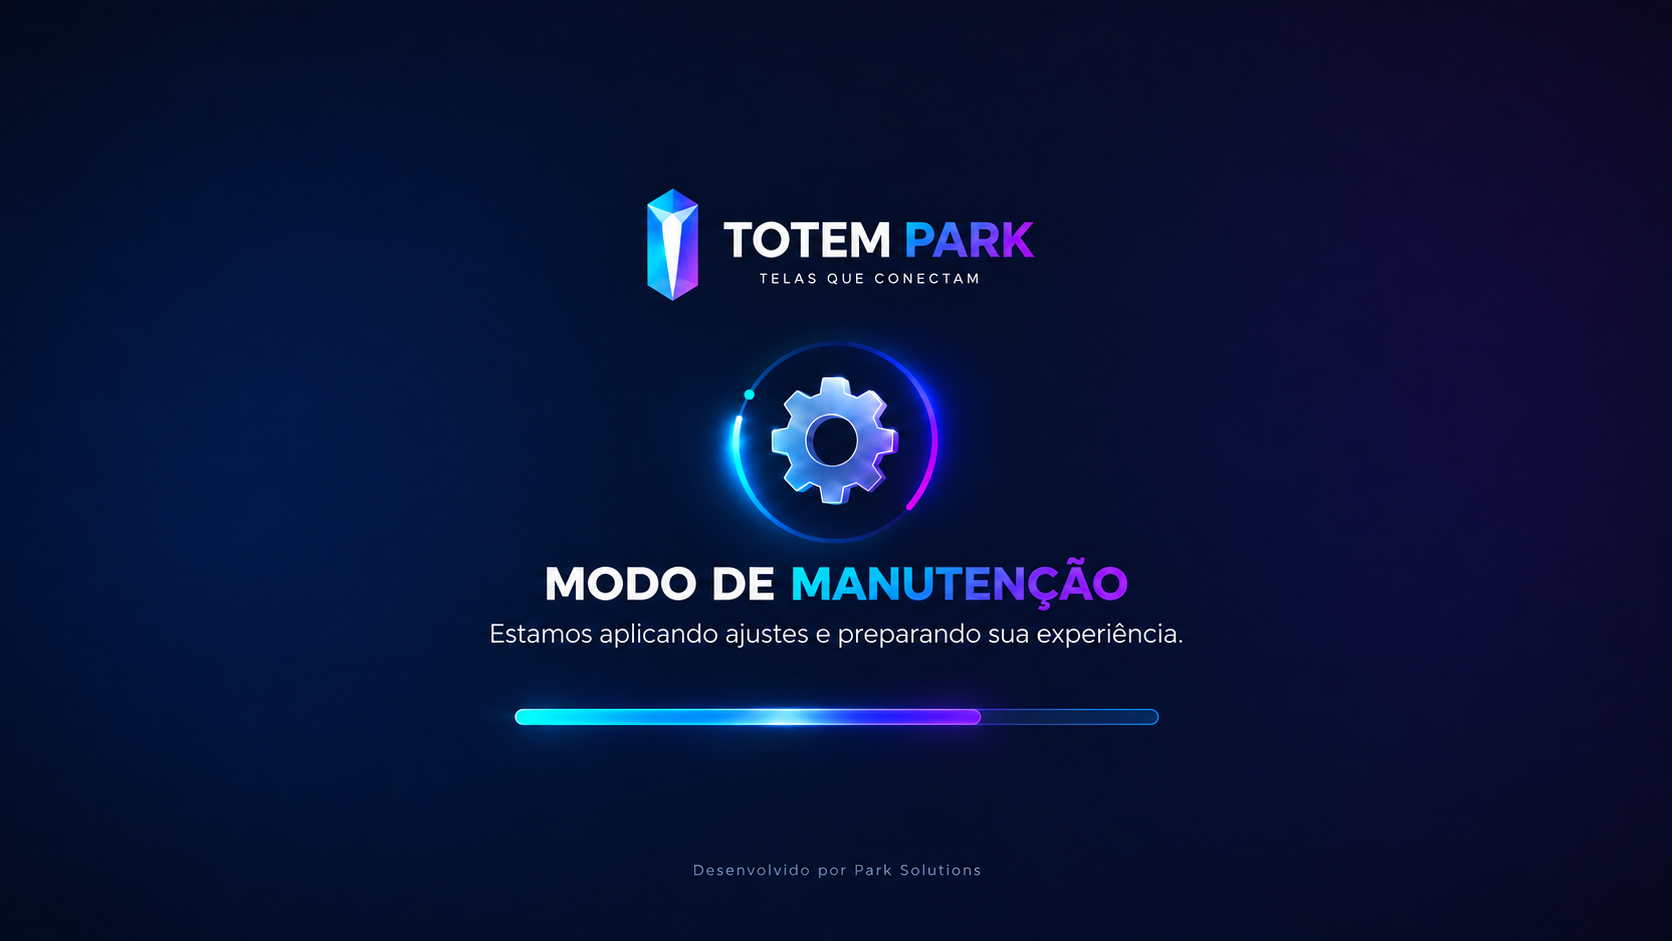 TOTEM PARK
TELAS QUE CONECTAM
MODO DE MANUTENÇÃO
Estamos aplicando ajustes e preparando sua experiência.
Desenvolvido por Park Solutions